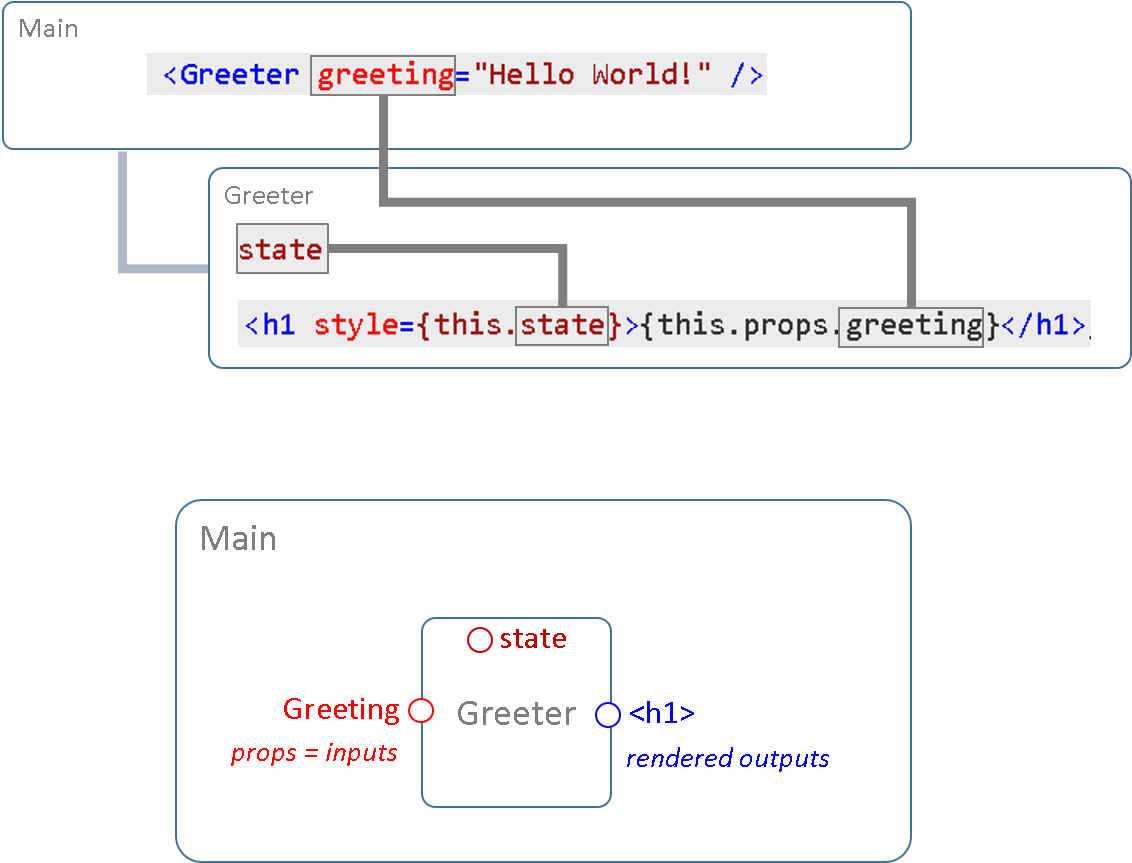 Main
<Greeter greeting="Hello World!" />
Greeter
state
<h1 style={this.state}>{this.props.greeting}</h1>
Main
state
Greeting Greeter <h1>
props = inputs
rendered outputs